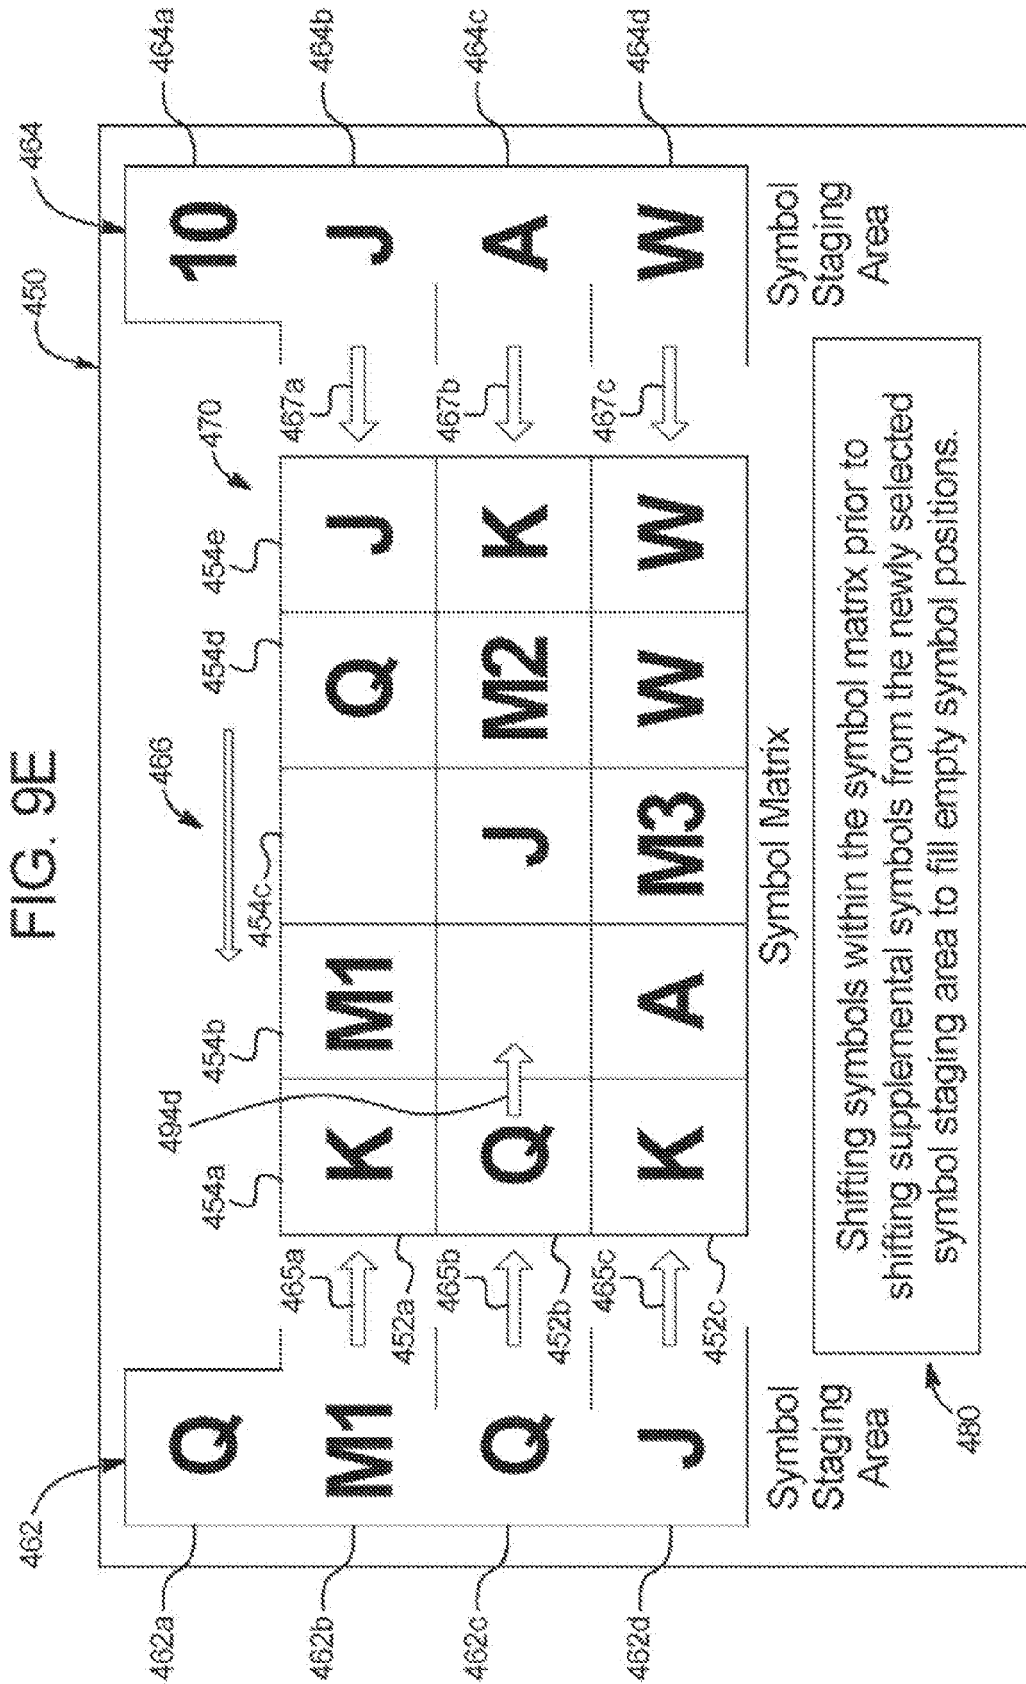 FIG. 9E
462 450 464
462a Q 494d 466 10 464a
454a 454b 454c 454d 454e 470
465a 467a
462b M1 K M1 Q J J 464b
452a
465b 467b
462c Q Q J M2 K A 464c
452b
465c 467c
462d J K A M3 W W W 464d
452c
Symbol
Staging
Area
Symbol Matrix
Symbol
Staging
Area
Shifting symbols within the symbol matrix prior to
shifting supplemental symbols from the newly selected
symbol staging area to fill empty symbol positions.
480